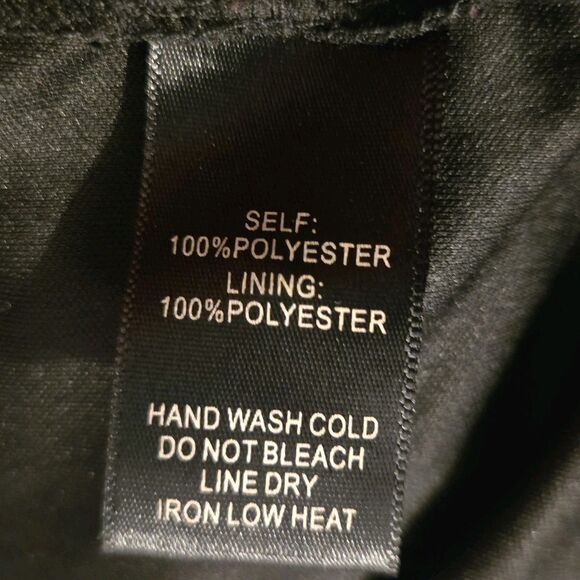 SELF:
100%POLYESTER
LINING:
100%POLYESTER
HAND WASH COLD
DO NOT BLEACH
LINE DRY
IRON LOW HEAT